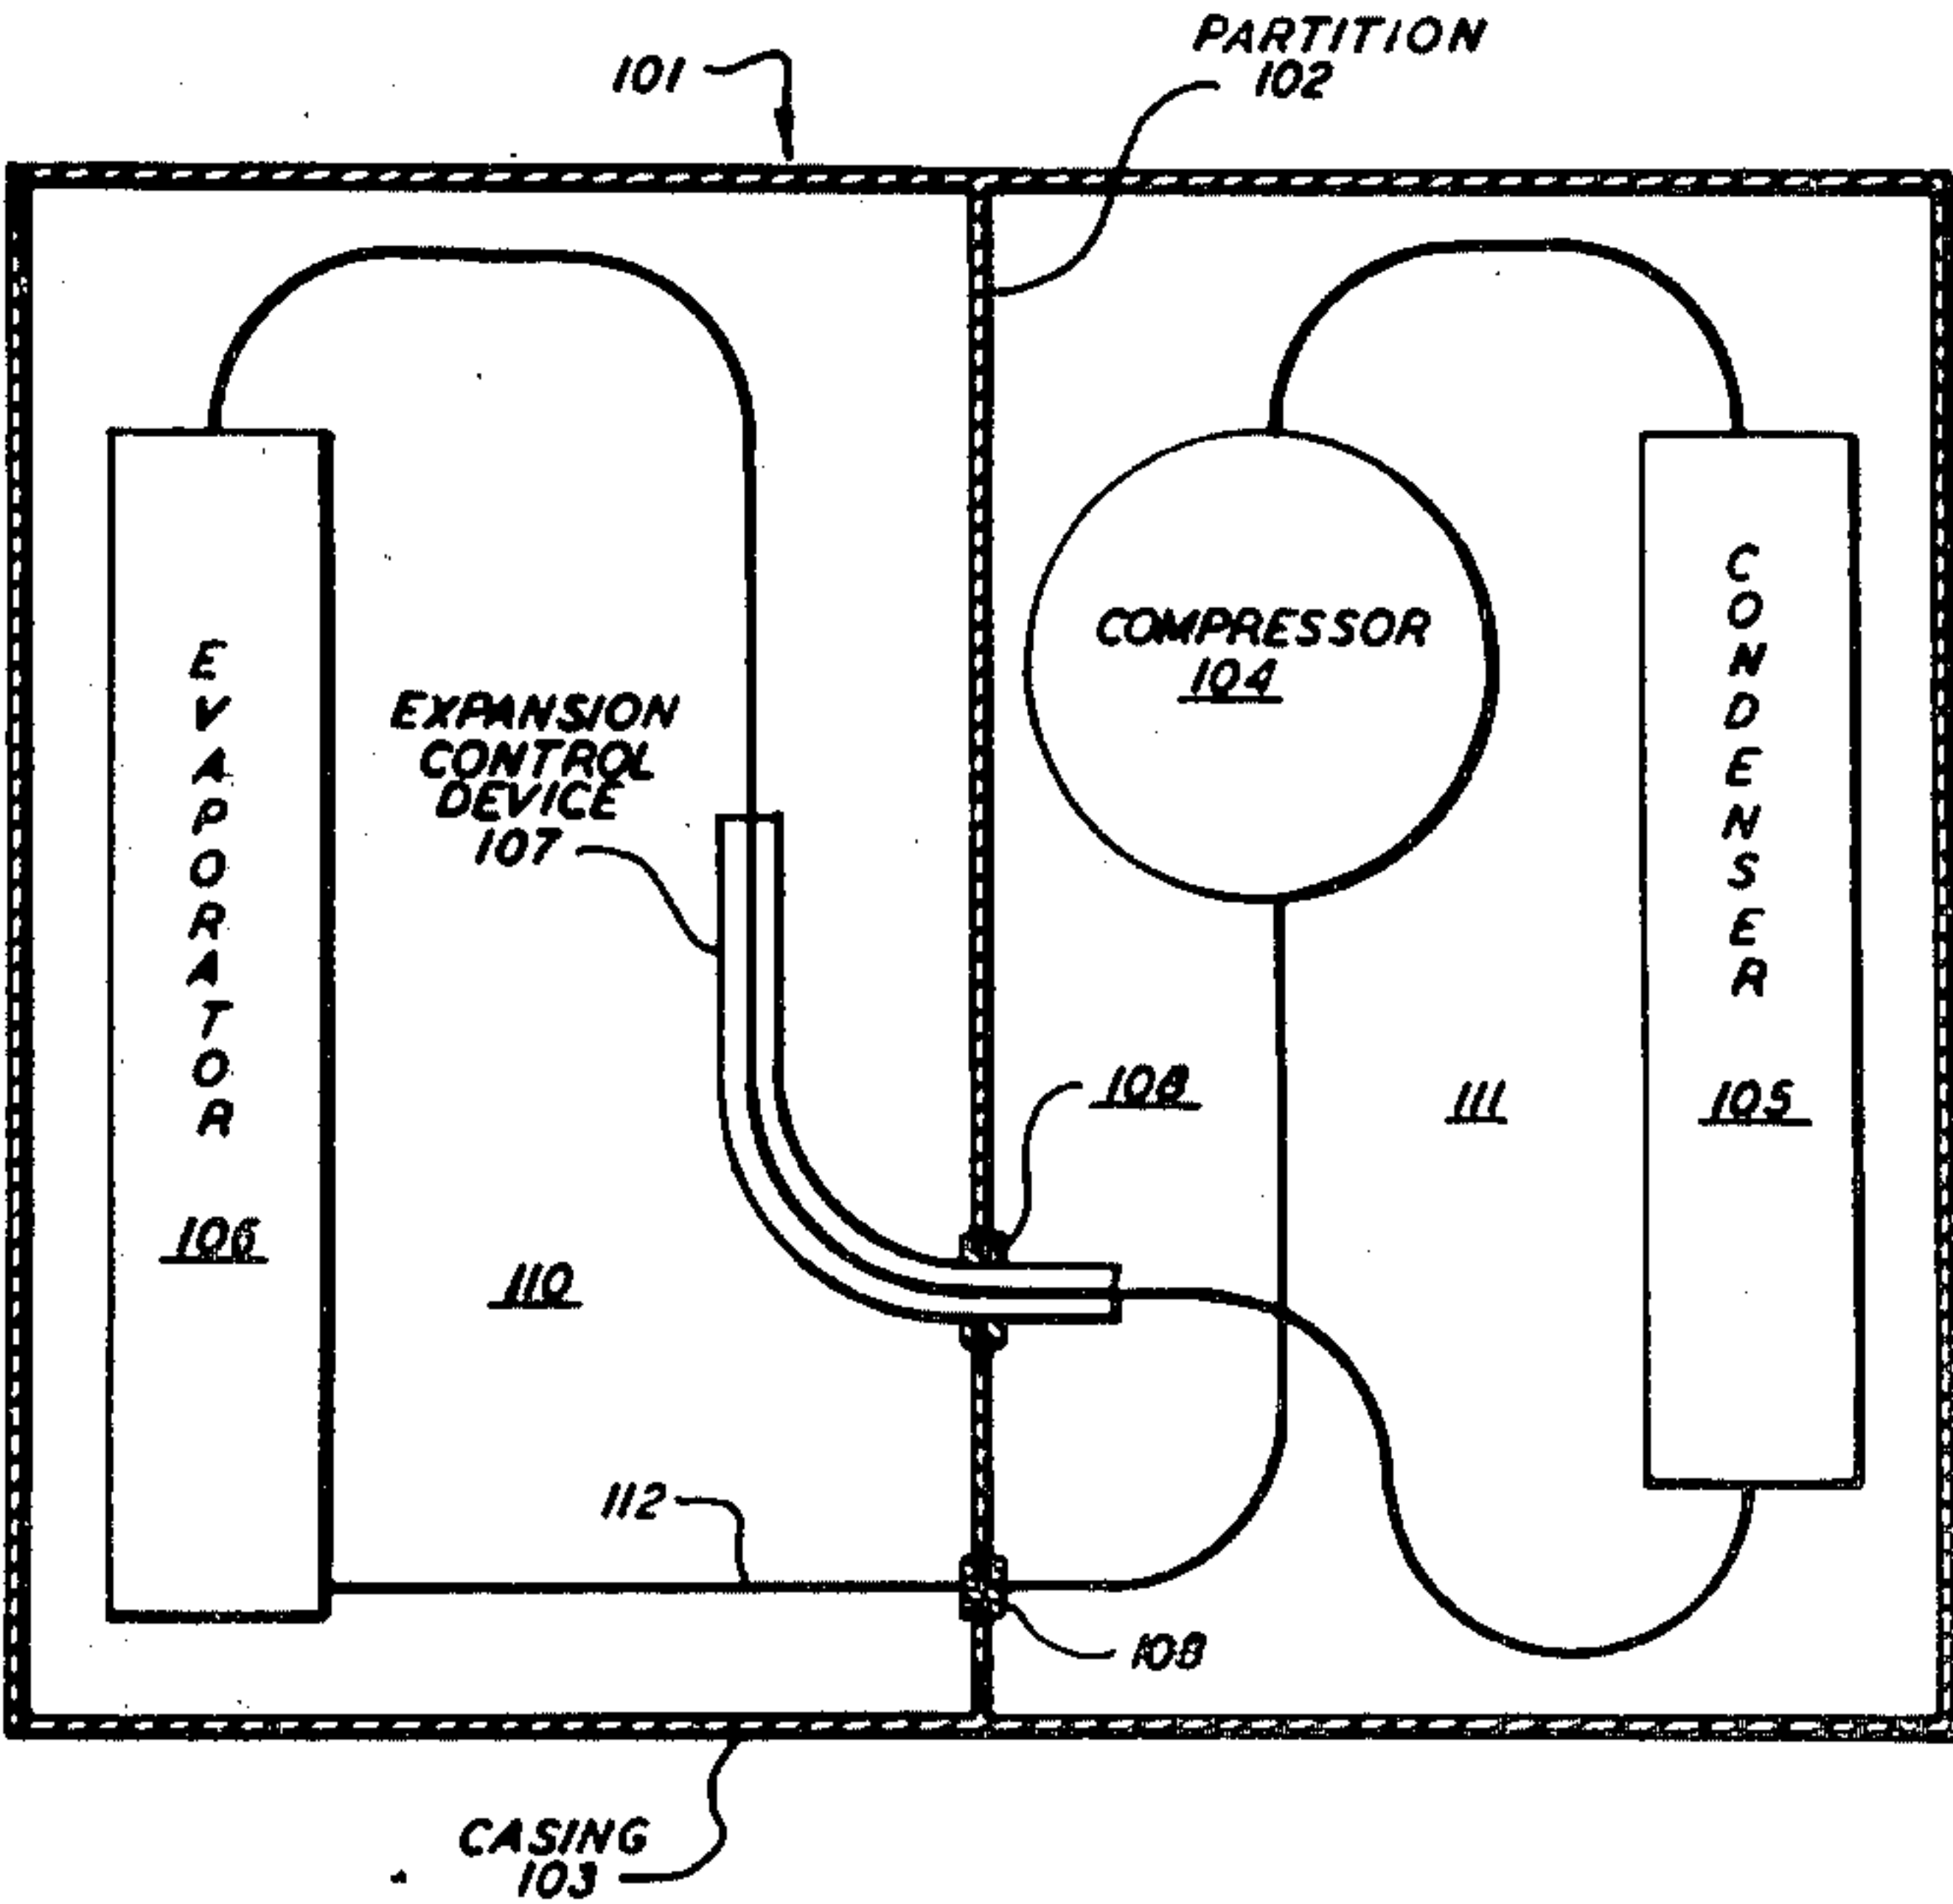 PARTITION
102
101
COMPRESSOR
104
CONDENSER
105
EVAPORATOR
106
EXPANSION
CONTROL
DEVICE
107
108
111
110
112
108
CASING
103